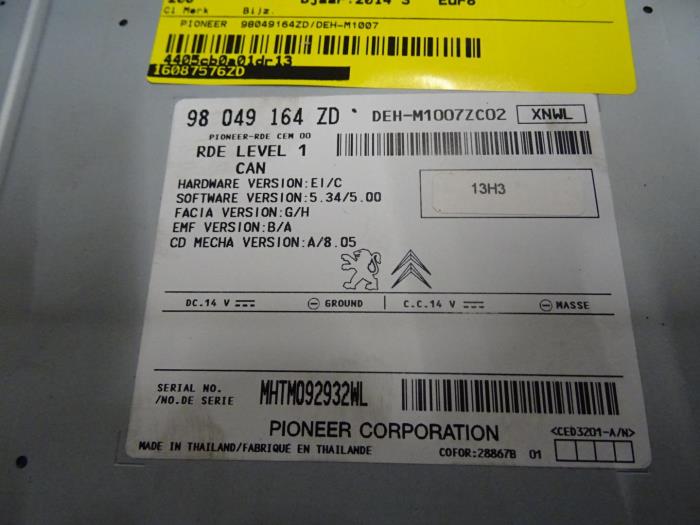 Cl Merk Bijz.
PIONEER 98049164ZD/DEH-M1007
4405cb0a01dr13
16087576ZD
98 049 164 ZD DEH-M1007ZC02 XNWL
PIONEER-RDE CEM 00
RDE LEVEL 1
CAN
HARDWARE VERSION:EI/C
13H3
SOFTWARE VERSION:5.34/5.00
FACIA VERSION:G/H
EMF VERSION:B/A
CD MECHA VERSION:A/8.05
DC.14 V GROUND C.C.14 V MASSE
SERIAL NO.
/NO.DE SERIE MHTM092932WL
PIONEER CORPORATION <CED3201-A/N>
MADE IN THAILAND/FABRIQUÉ EN THAILANDE COFOR:28867B 01